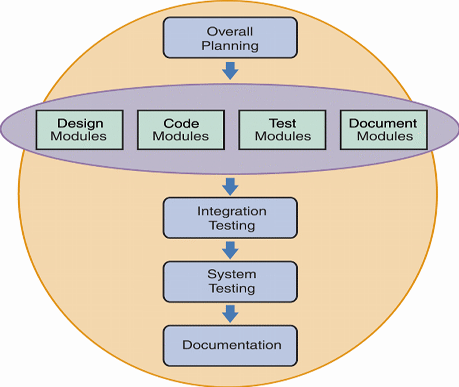 Overall
Planning
Design
Modules
Code
Modules
Test
Modules
Document
Modules
Integration
Testing
System
Testing
Documentation